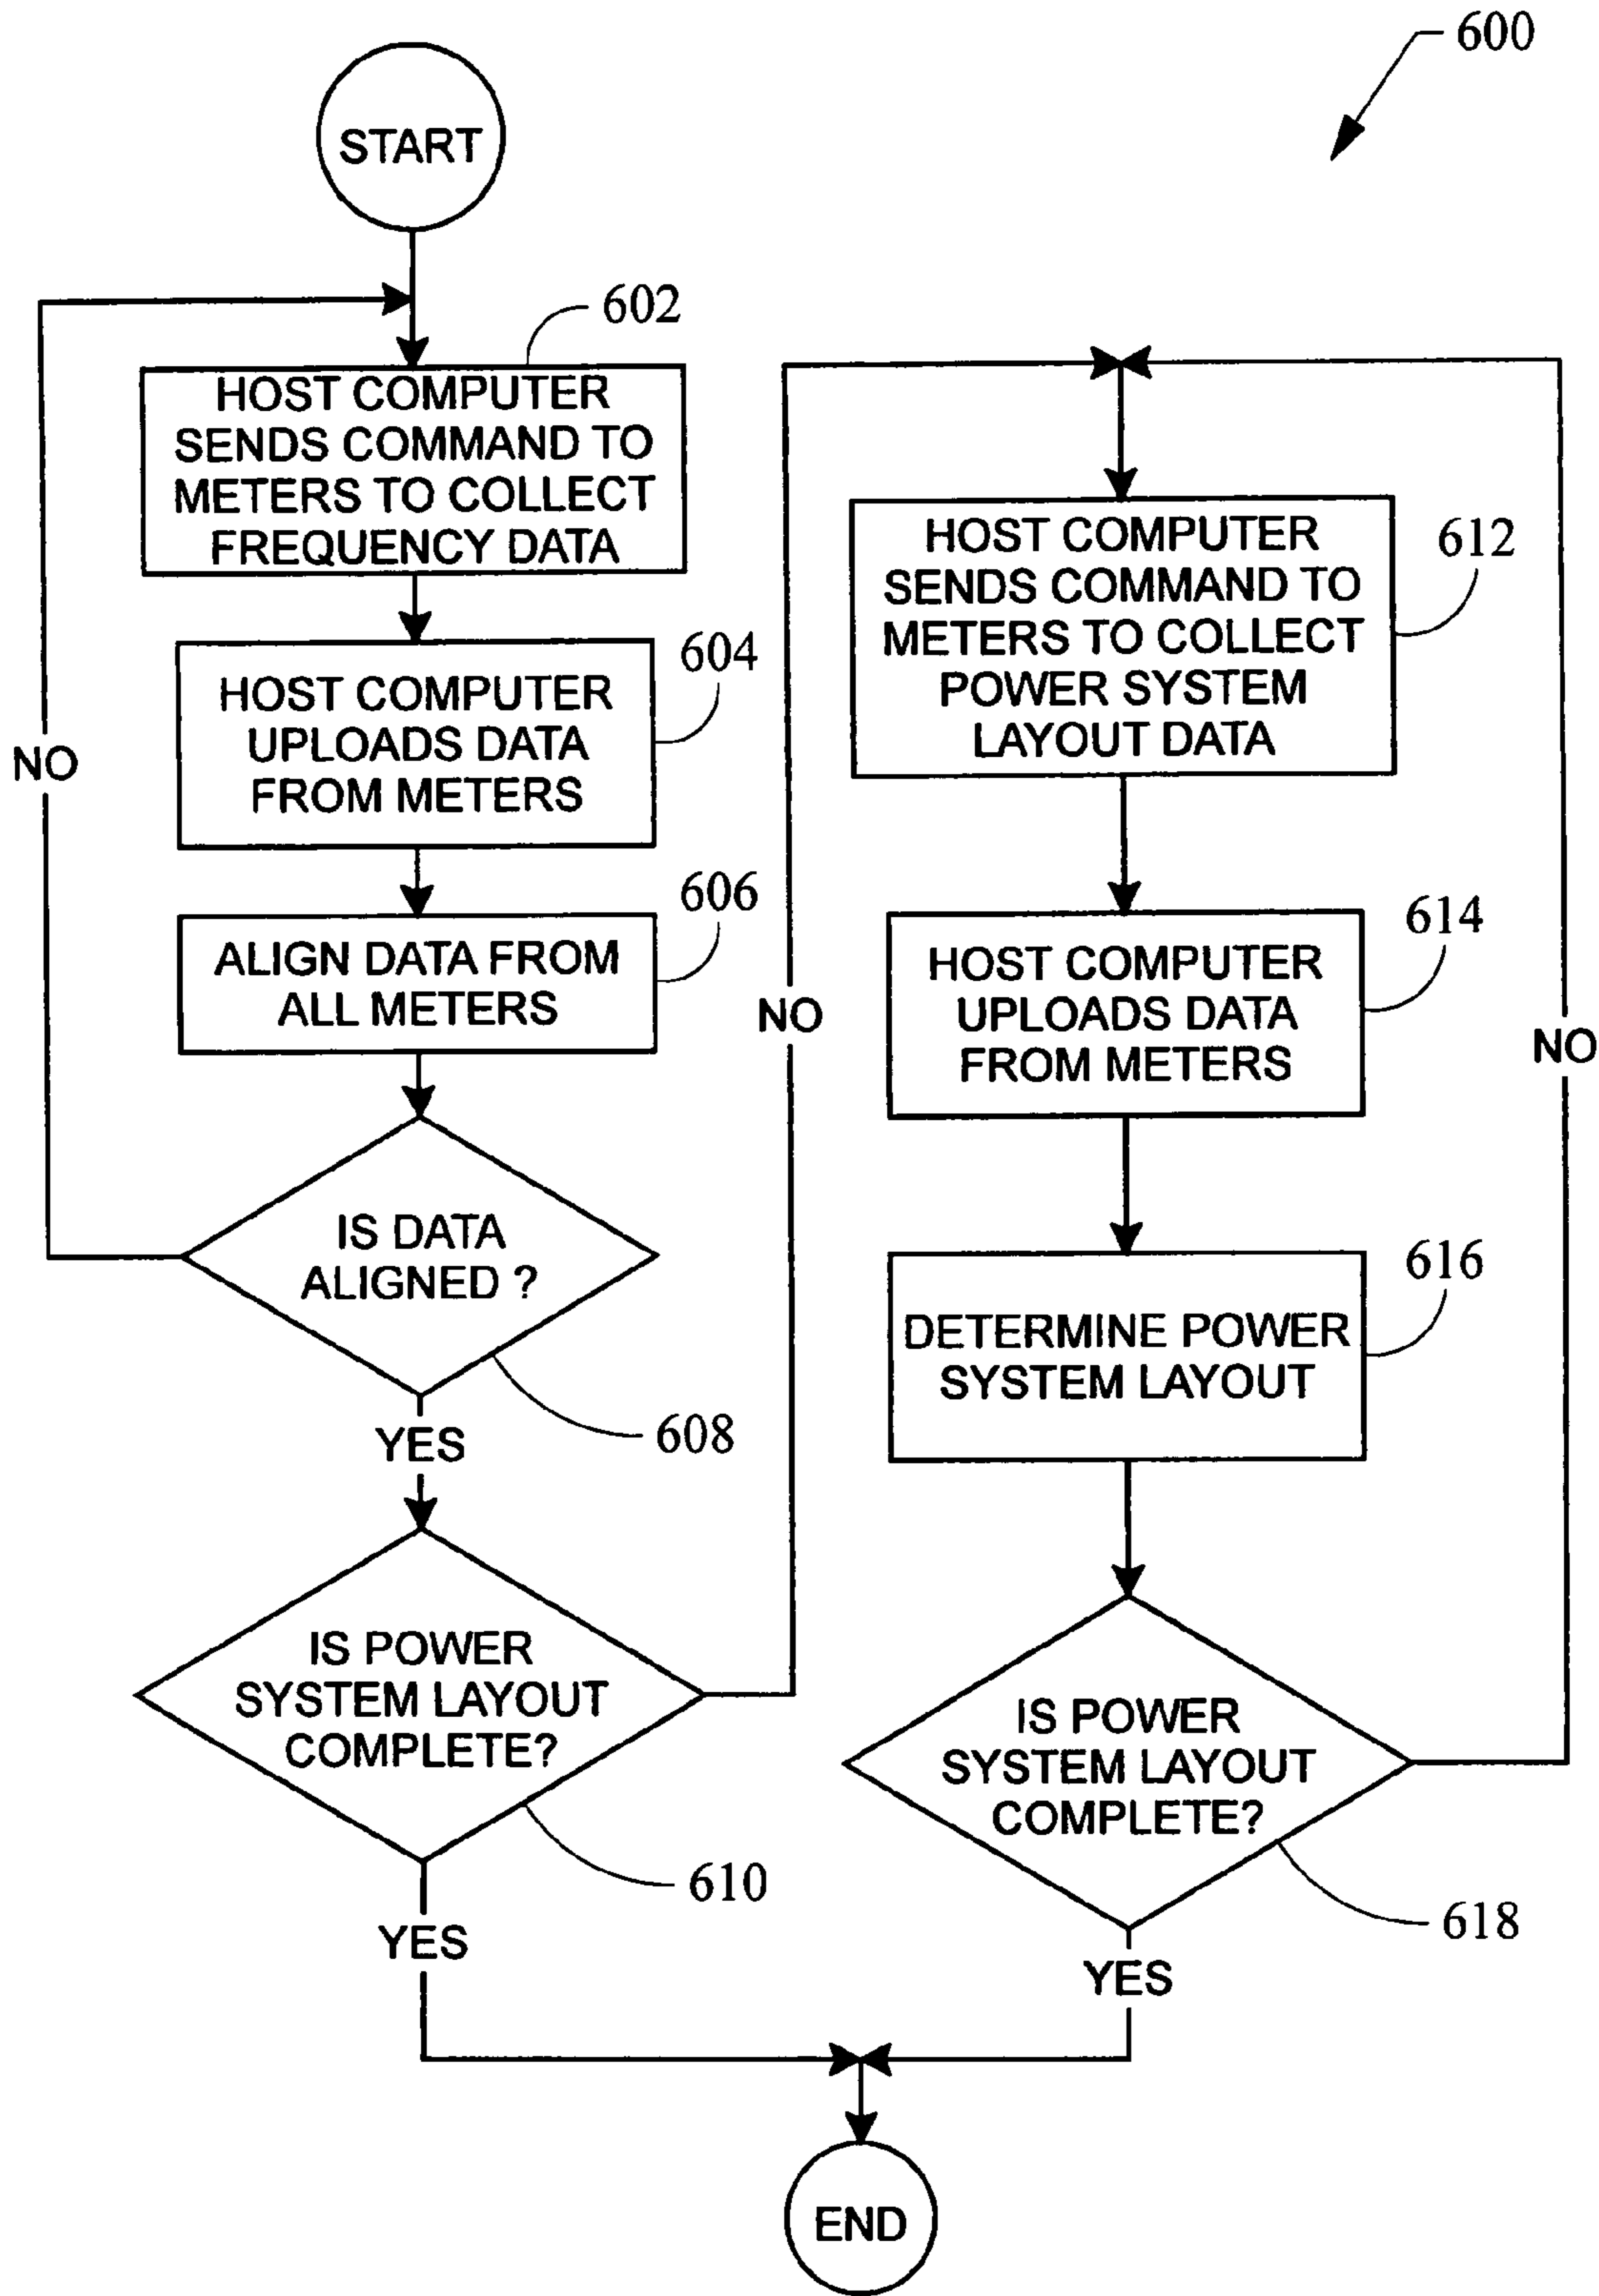 600
START
602
HOST COMPUTER
SENDS COMMAND TO
METERS TO COLLECT
FREQUENCY DATA
604
HOST COMPUTER
UPLOADS DATA
FROM METERS
NO
606
ALIGN DATA FROM
ALL METERS
IS DATA
ALIGNED ?
608
YES
IS POWER
SYSTEM LAYOUT
COMPLETE?
610
YES
NO
HOST COMPUTER
SENDS COMMAND TO
METERS TO COLLECT
POWER SYSTEM
LAYOUT DATA
612
HOST COMPUTER
UPLOADS DATA
FROM METERS
614
NO
DETERMINE POWER
SYSTEM LAYOUT
616
IS POWER
SYSTEM LAYOUT
COMPLETE?
618
YES
END